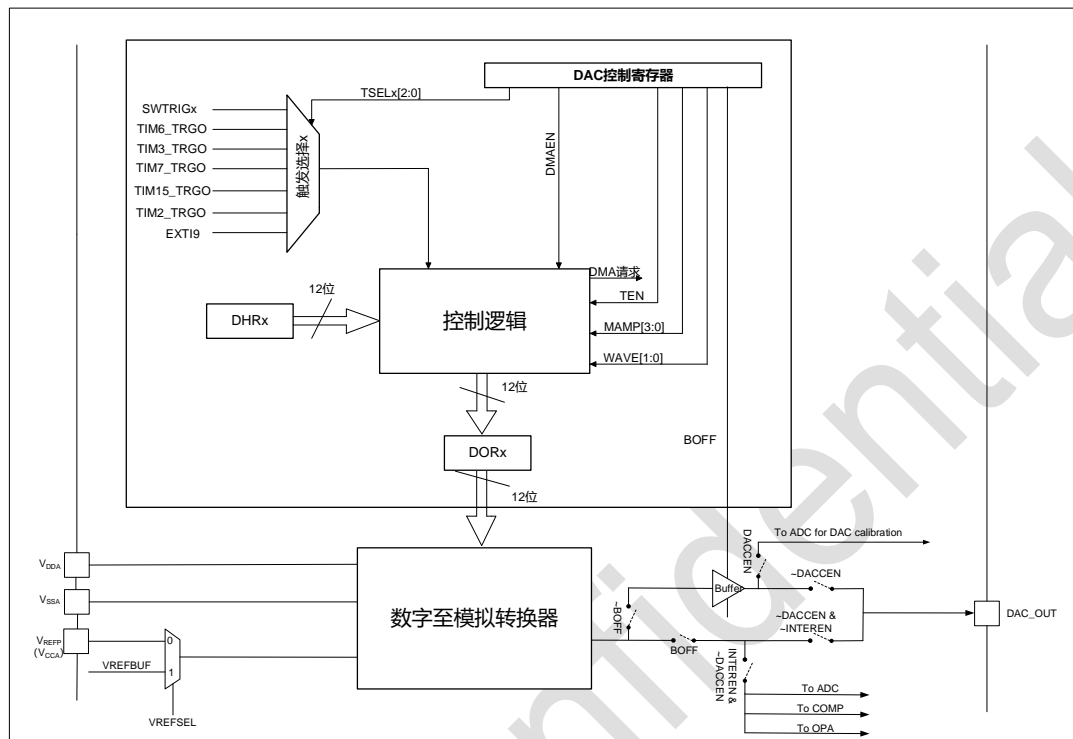 DAC控制寄存器
TSELx[2:0]
SWTRIGx
TIM6_TRGO
TIM3_TRGO
TIM7_TRGO
TIM15_TRGO
TIM2_TRGO
EXTI9
触发选择x
DMAEN
DMA请求
TEN
MAMP[3:0]
WAVE[1:0]
12位
DHRx
控制逻辑
12位
BOFF
DORx
12位
To ADC for DAC calibration
DACCEN
VDDA
~DACCEN
Buffer
VSSA
数字至模拟转换器
~BOFF
~DACCEN &
~INTEREN
DAC_OUT
VREFP
(VCCA)
0
BOFF
VREFBUF
1
INTEREN &
~DACCEN
To ADC
To COMP
VREFSEL
To OPA
Confidential